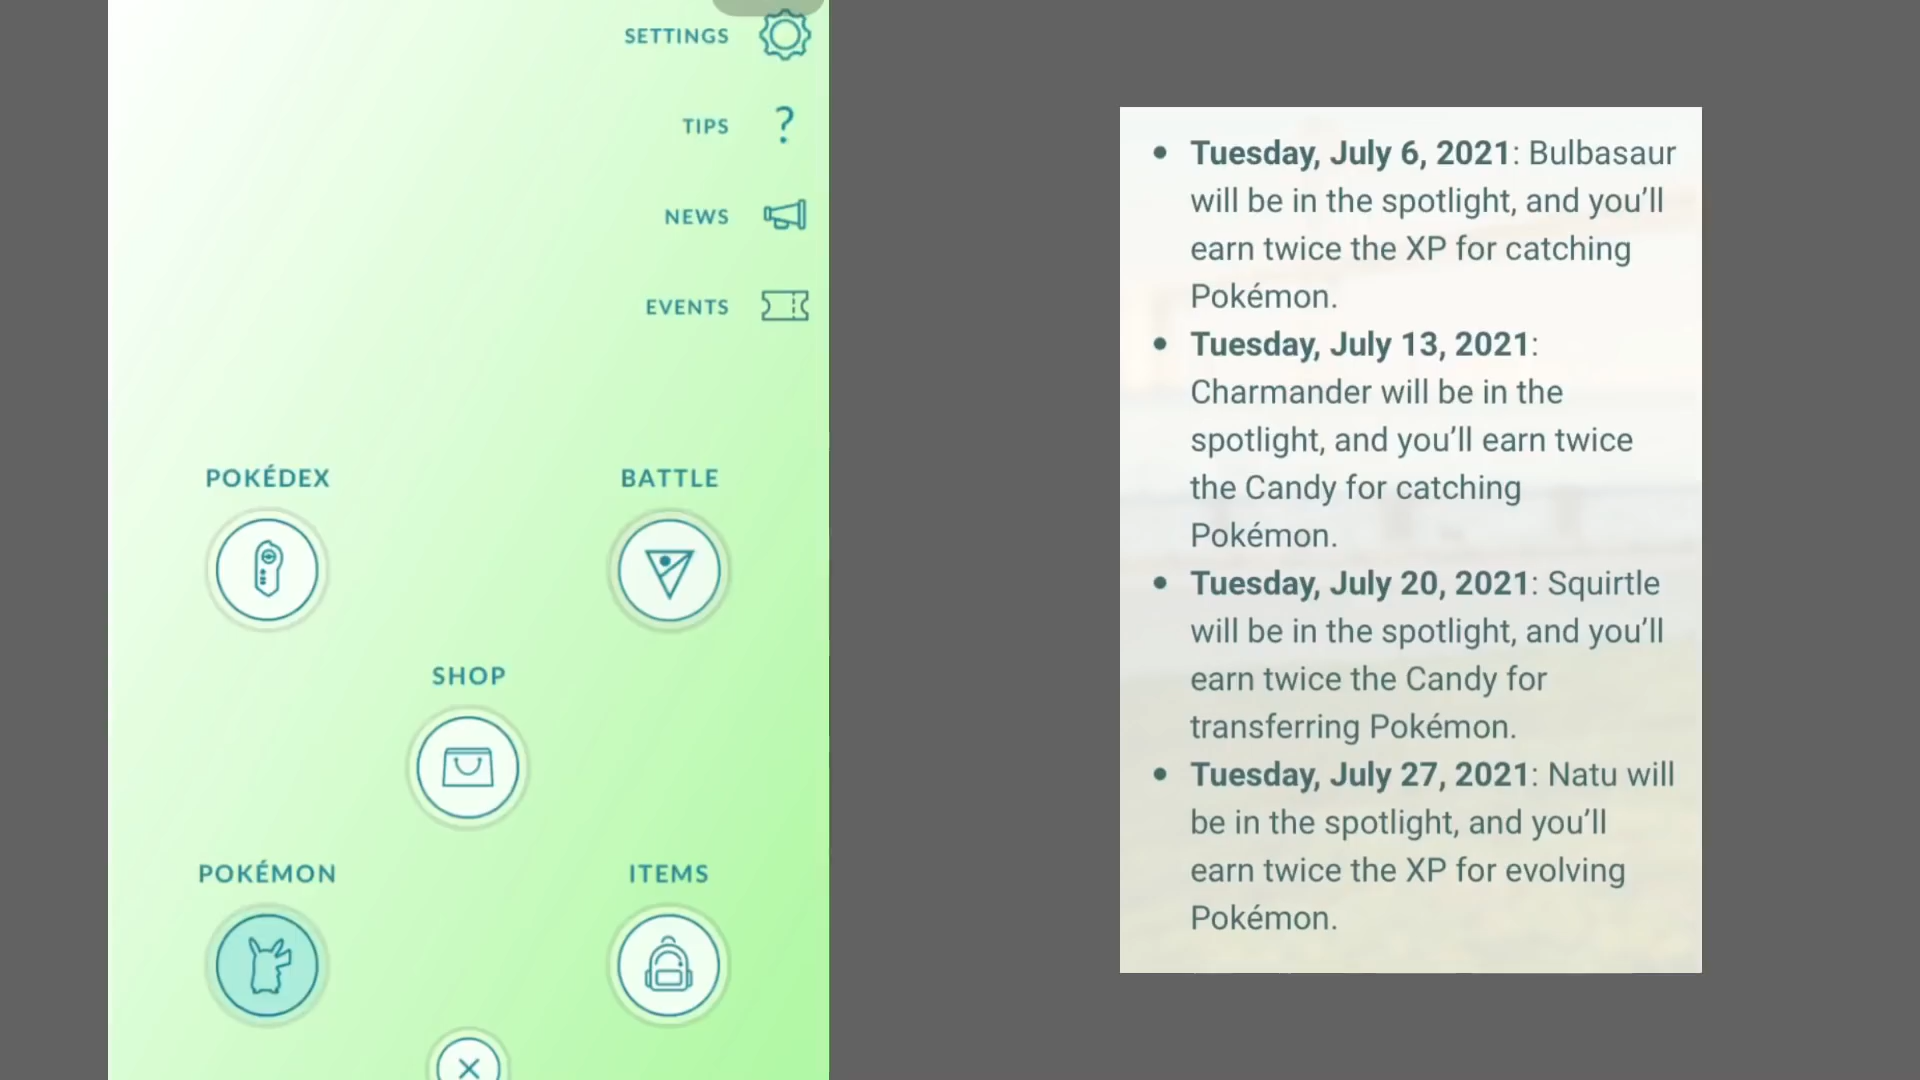 SETTINGS
TIPS
?
NEWS
EVENTS
POKÉDEX
BATTLE
SHOP
POKÉMON
ITEMS
• Tuesday, July 6, 2021: Bulbasaur
will be in the spotlight, and you’ll
earn twice the XP for catching
Pokémon.
• Tuesday, July 13, 2021:
Charmander will be in the
spotlight, and you’ll earn twice
the Candy for catching
Pokémon.
• Tuesday, July 20, 2021: Squirtle
will be in the spotlight, and you’ll
earn twice the Candy for
transferring Pokémon.
• Tuesday, July 27, 2021: Natu will
be in the spotlight, and you’ll
earn twice the XP for evolving
Pokémon.